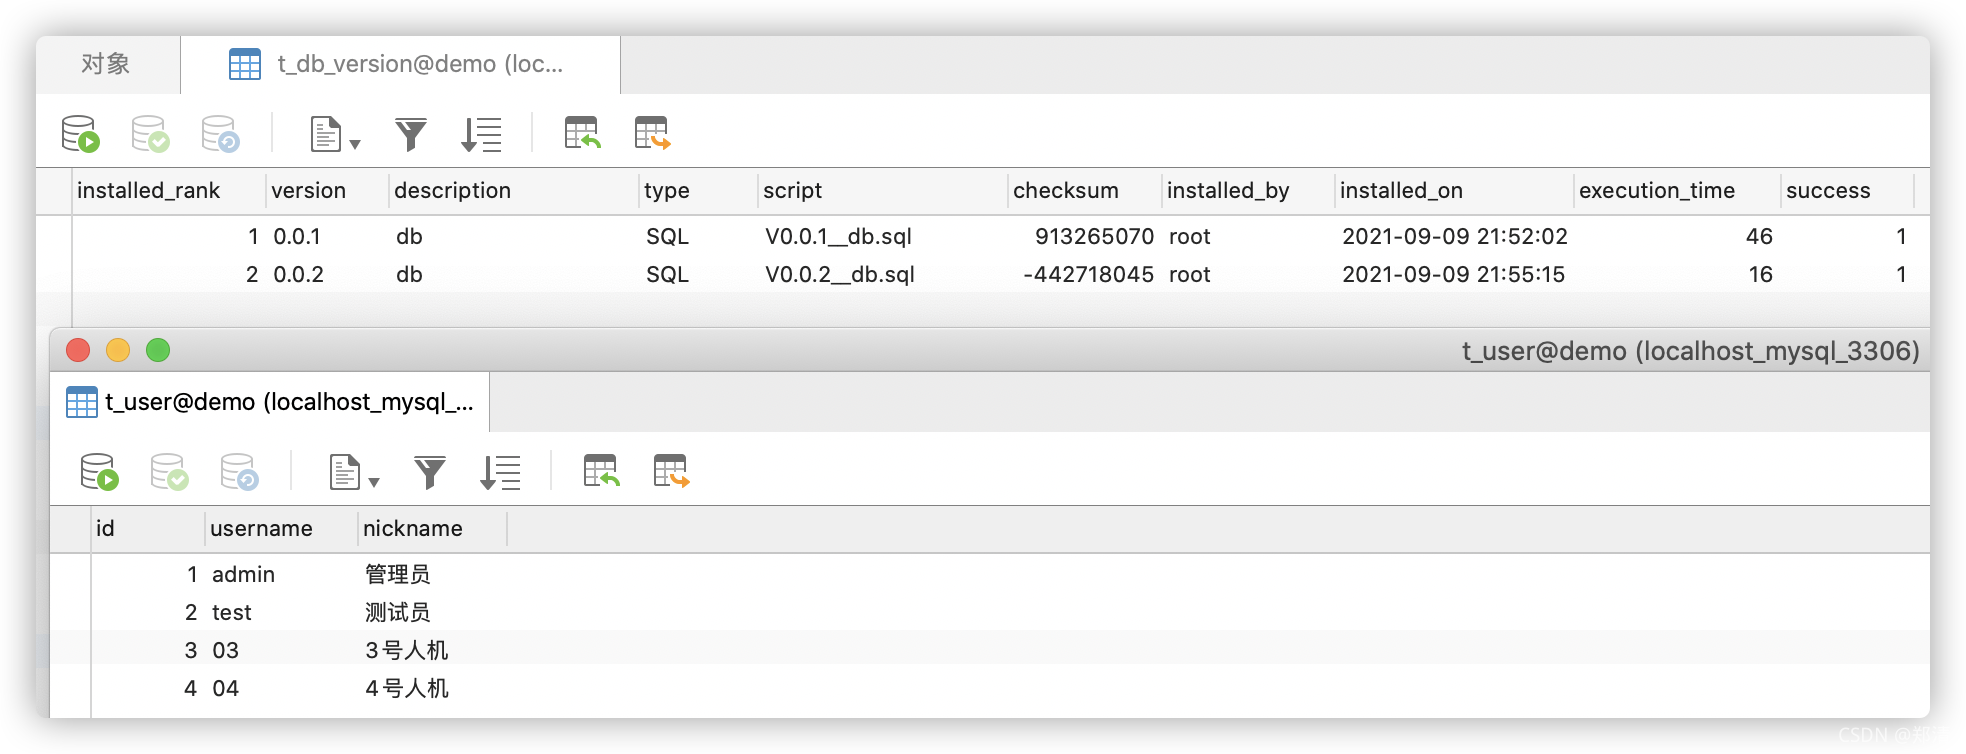 对象 t_db_version@demo (loc...
installed_rank version description type script checksum installed_by installed_on execution_time success
1 0.0.1 db SQL V0.0.1__db.sql 913265070 root 2021-09-09 21:52:02 46 1
2 0.0.2 db SQL V0.0.2__db.sql -442718045 root 2021-09-09 21:55:15 16 1
t_user@demo (localhost_mysql_3306)
t_user@demo (localhost_mysql_...
id username nickname
1 admin 管理员
2 test 测试员
3 03 3号人机
4 04 4号人机
CSDN